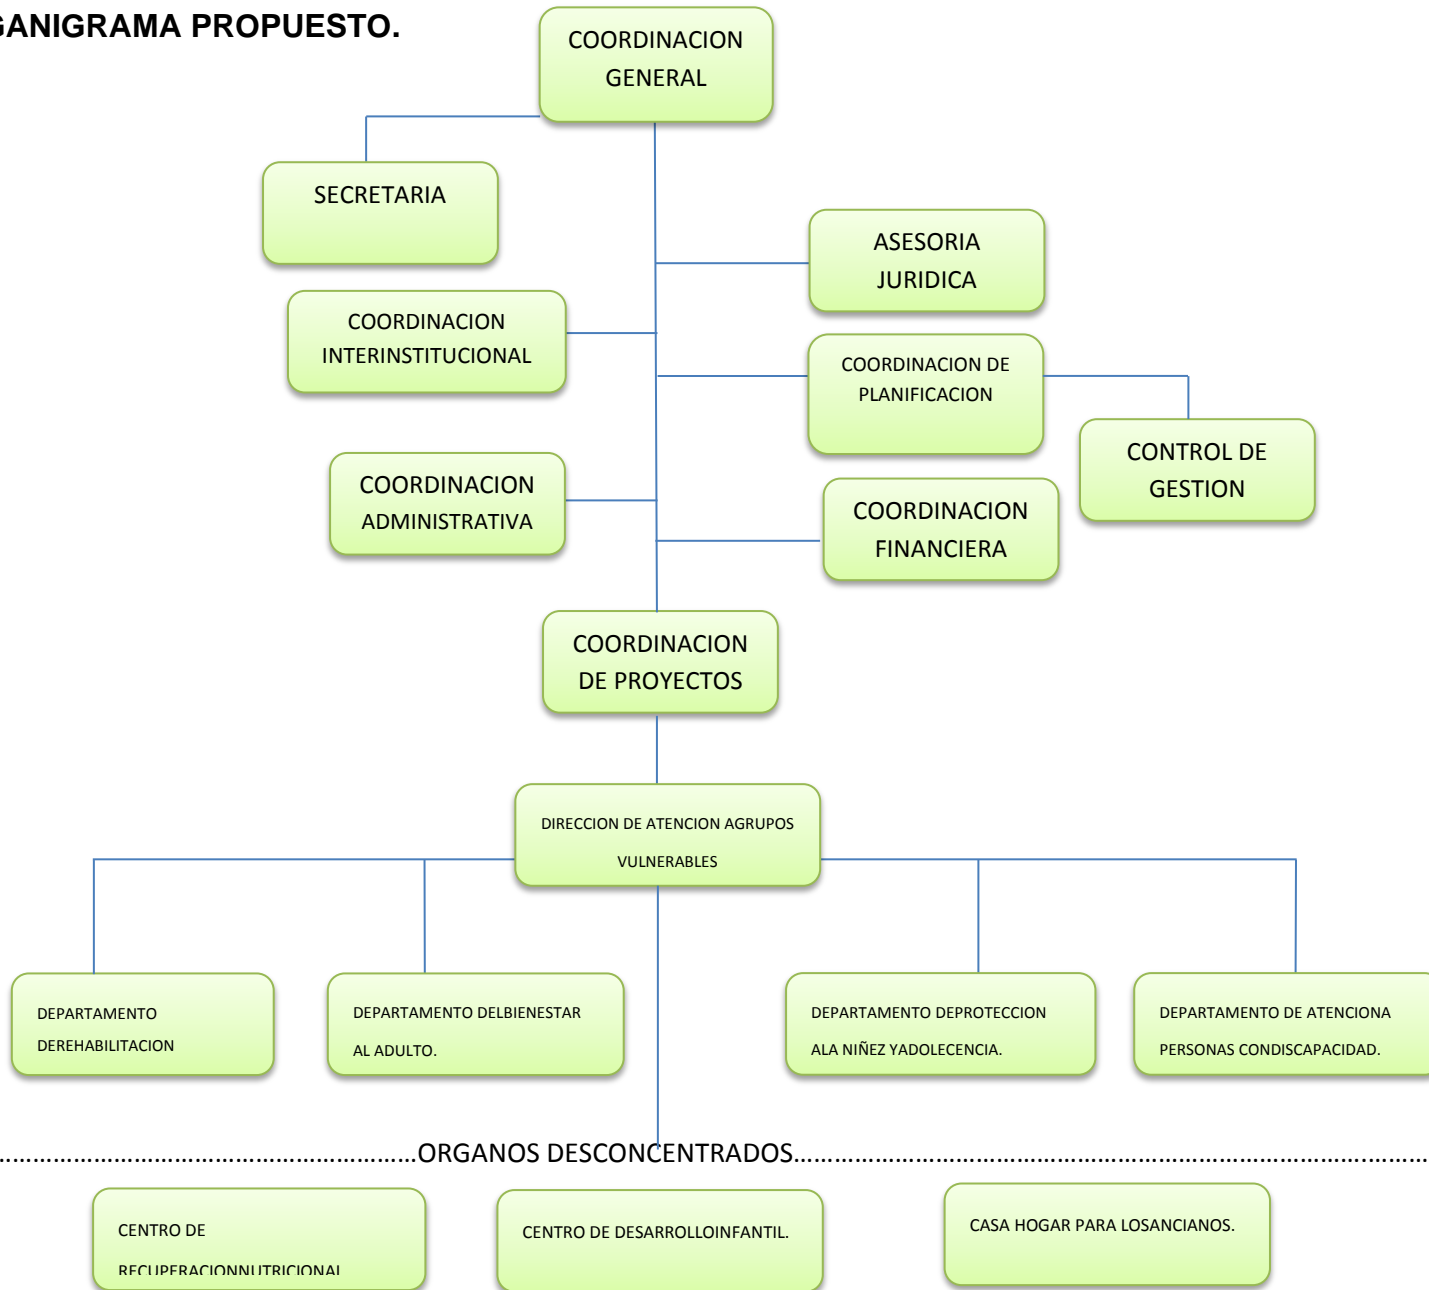 GANIGRAMA PROPUESTO.
COORDINACION
GENERAL
SECRETARIA
ASESORIA
JURIDICA
COORDINACION
INTERINSTITUCIONAL
COORDINACION DE
PLANIFICACION
CONTROL DE
GESTION
COORDINACION
ADMINISTRATIVA
COORDINACION
FINANCIERA
COORDINACION
DE PROYECTOS
DIRECCION DE ATENCION AGRUPOS
VULNERABLES
DEPARTAMENTO
DEREHABILITACION
DEPARTAMENTO DELBIENESTAR
AL ADULTO.
DEPARTAMENTO DEPROTECCION
ALA NIÑEZ YADOLECENCIA.
DEPARTAMENTO DE ATENCIONA
PERSONAS CONDISCAPACIDAD.
………………………………………………………ORGANOS DESCONCENTRADOS………………………………………………………………………………
CENTRO DE
RECUPERACIONNUTRICIONAL
CENTRO DE DESARROLLOINFANTIL.
CASA HOGAR PARA LOSANCIANOS.